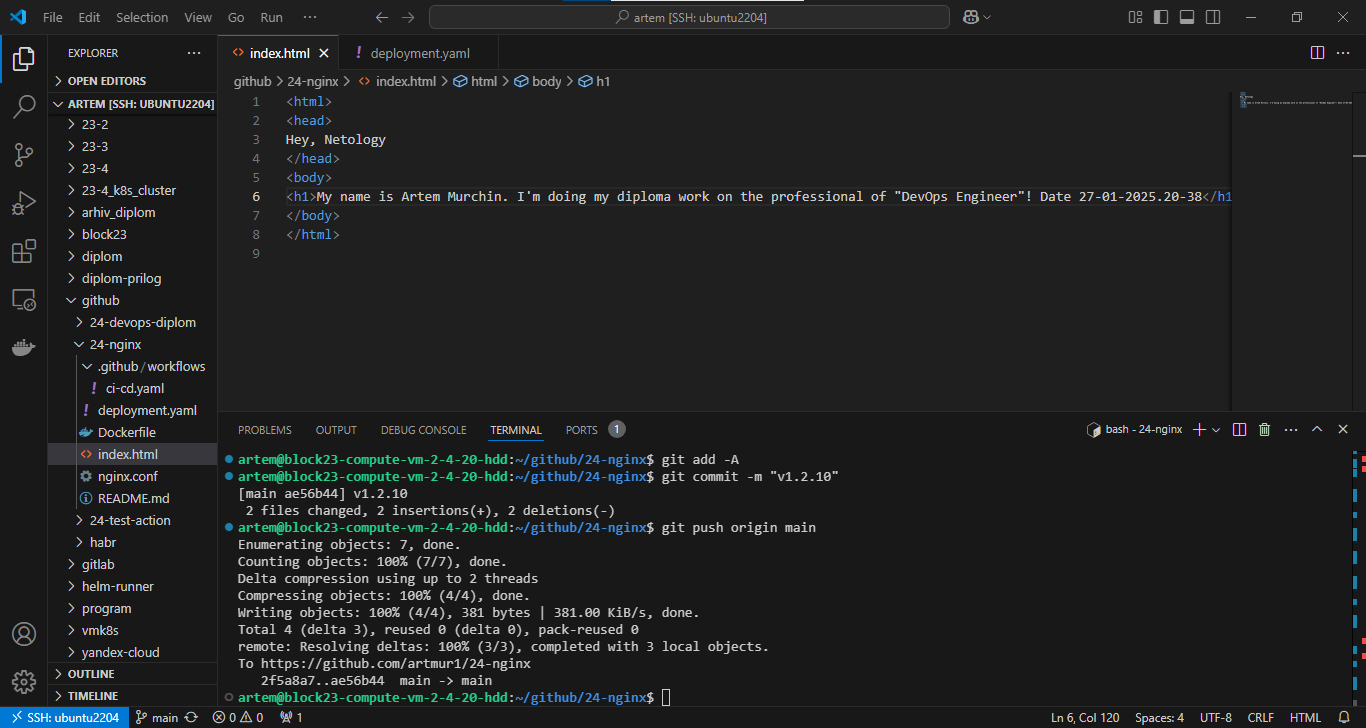 File Edit Selection View Go Run ··· artem [SSH: ubuntu2204]
EXPLORER ···
OPEN EDITORS
ARTEM [SSH: UBUNTU2204]
23-2
23-3
23-4
23-4_k8s_cluster
arhiv_diplom
block23
diplom
diplom-prilog
github
24-devops-diplom
24-nginx
.github / workflows
! ci-cd.yaml
! deployment.yaml
Dockerfile
<> index.html
nginx.conf
README.md
24-test-action
habr
gitlab
helm-runner
program
vmk8s
yandex-cloud
OUTLINE
TIMELINE
<> index.html ! deployment.yaml
github > 24-nginx > <> index.html > html > body > h1
1 <html>
2 <head>
3 Hey, Netology
4 </head>
5 <body>
6 <h1>My name is Artem Murchin. I'm doing my diploma work on the professional of "DevOps Engineer"! Date 27-01-2025.20-38</h1
7 </body>
8 </html>
9
PROBLEMS OUTPUT DEBUG CONSOLE TERMINAL PORTS 1 bash - 24-nginx
artem@block23-compute-vm-2-4-20-hdd:~/github/24-nginx$ git add -A
artem@block23-compute-vm-2-4-20-hdd:~/github/24-nginx$ git commit -m "v1.2.10"
[main ae56b44] v1.2.10
2 files changed, 2 insertions(+), 2 deletions(-)
artem@block23-compute-vm-2-4-20-hdd:~/github/24-nginx$ git push origin main
Enumerating objects: 7, done.
Counting objects: 100% (7/7), done.
Delta compression using up to 2 threads
Compressing objects: 100% (4/4), done.
Writing objects: 100% (4/4), 381 bytes | 381.00 KiB/s, done.
Total 4 (delta 3), reused 0 (delta 0), pack-reused 0
remote: Resolving deltas: 100% (3/3), completed with 3 local objects.
To https://github.com/artmur1/24-nginx
2f5a8a7..ae56b44 main -> main
artem@block23-compute-vm-2-4-20-hdd:~/github/24-nginx$
SSH: ubuntu2204 main 0 0 1 Ln 6, Col 120 Spaces: 4 UTF-8 CRLF HTML